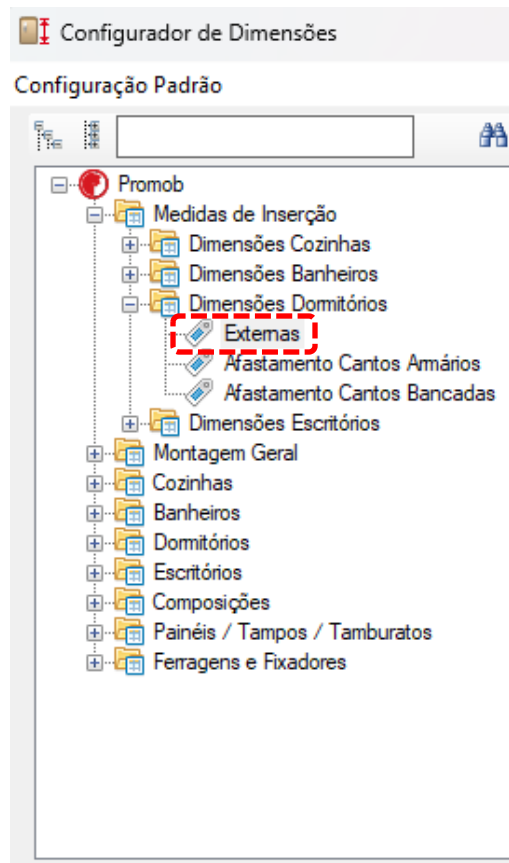 Configurador de Dimensões
Configuração Padrão
Promob
Medidas de Inserção
Dimensões Cozinhas
Dimensões Banheiros
Dimensões Dormitórios
Externas
Afastamento Cantos Armários
Afastamento Cantos Bancadas
Dimensões Escritórios
Montagem Geral
Cozinhas
Banheiros
Dormitórios
Escritórios
Composições
Painéis / Tampos / Tamburatos
Ferragens e Fixadores